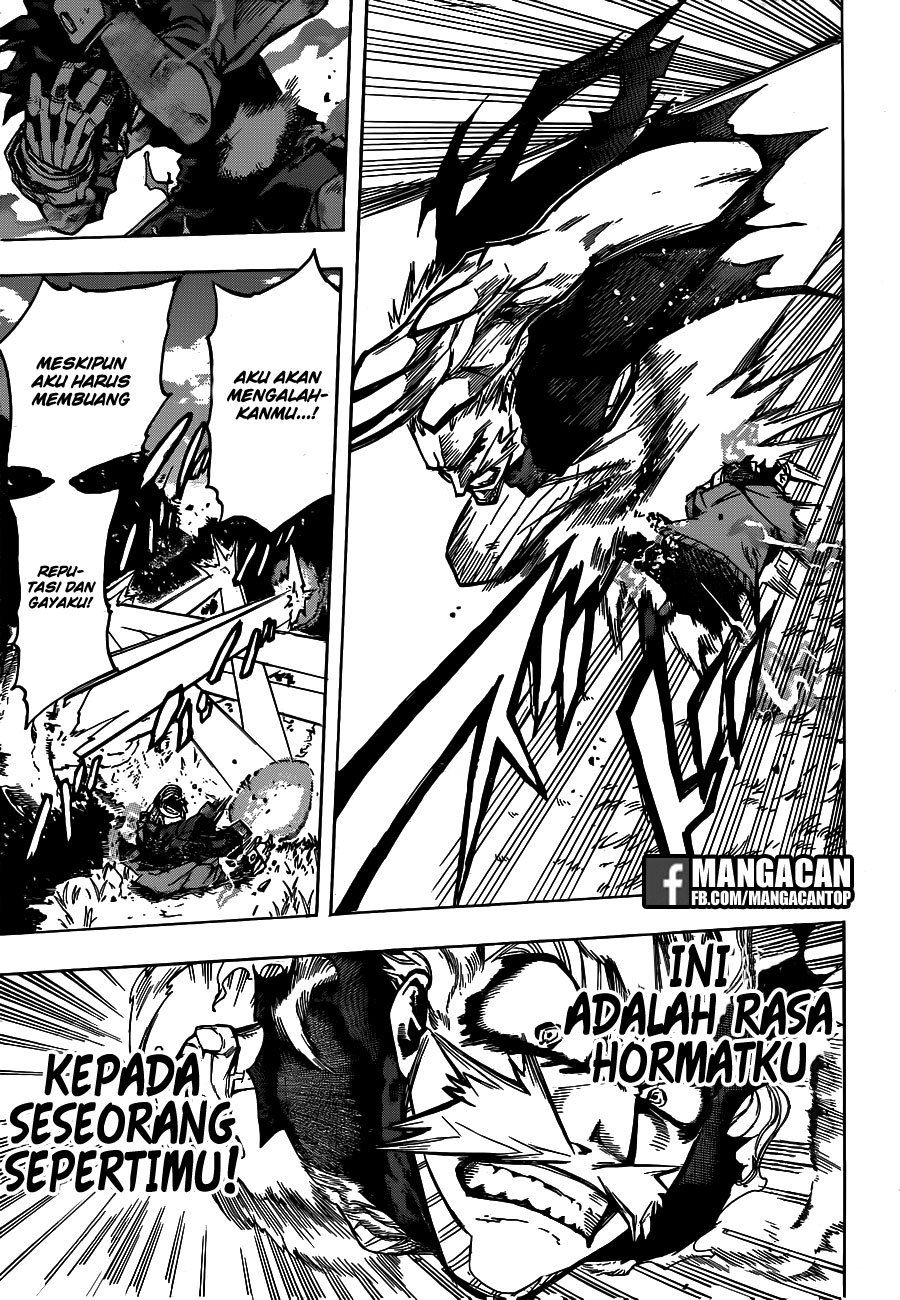 AKU AKAN
MENGALAH-
KANMU...!
MESKIPUN
AKU HARUS
MEMBUANG
REPU-
TASI DAN
GAYAKU!
MANGACAN
FB.COM/MANGACANTOP
INI
ADALAH RASA
HORMATKU
KEPADA
SESEORANG
SEPERTIMU!